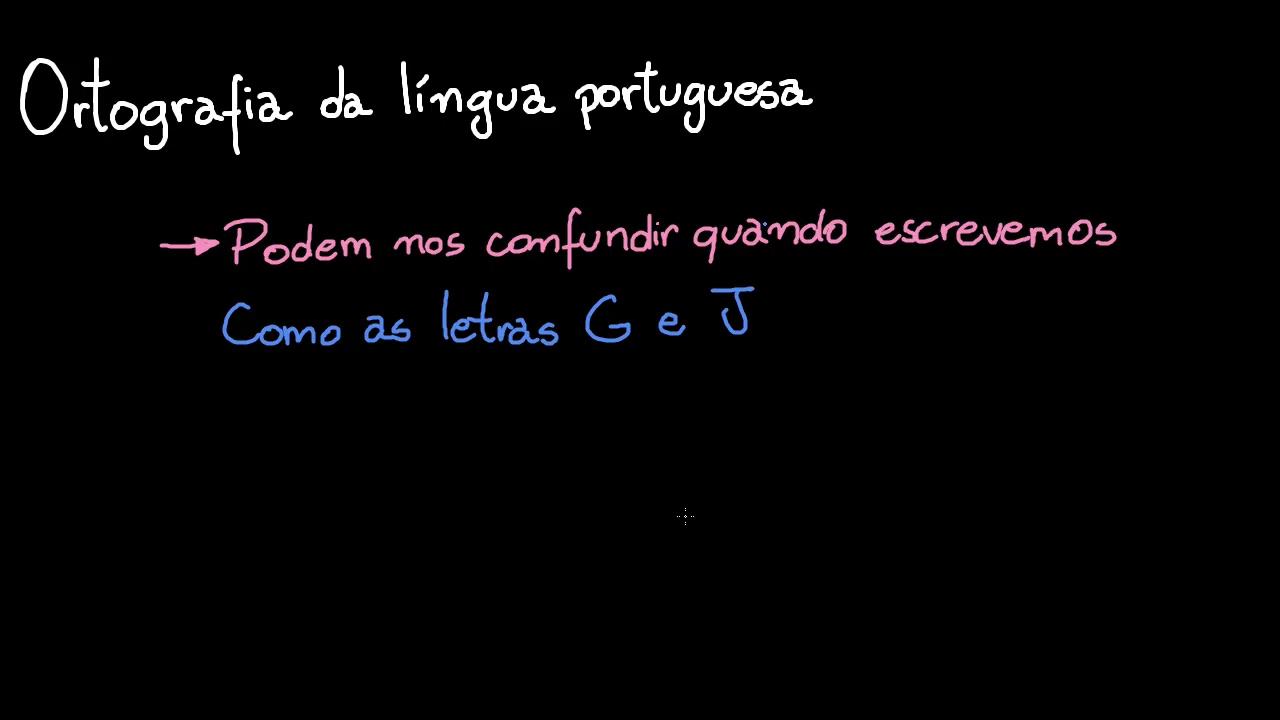 Ortografia da língua portuguesa
→ Podem nos confundir quando escrevemos
Como as letras G e J